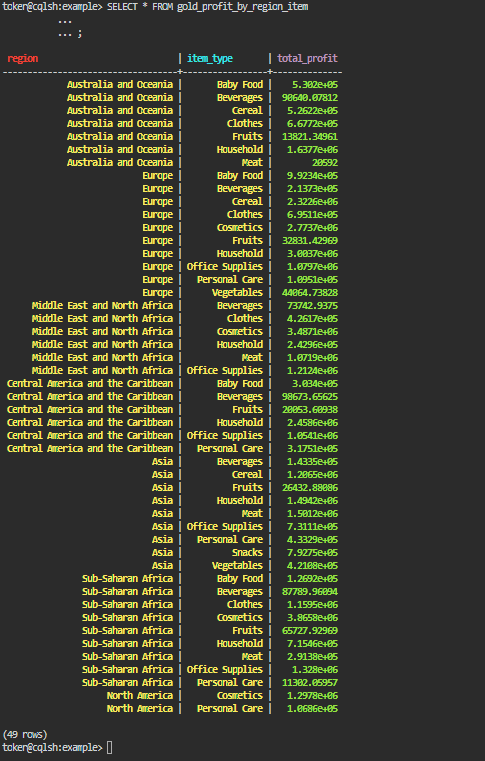 toker@cqlsh:example> SELECT * FROM gold_profit_by_region_item
...
... ;
region | item_type | total_profit
-----------------------------------+------------------+--------------
Australia and Oceania | Baby Food | 5.302e+05
Australia and Oceania | Beverages | 90640.07812
Australia and Oceania | Cereal | 5.2622e+05
Australia and Oceania | Clothes | 6.6772e+05
Australia and Oceania | Fruits | 13821.34961
Australia and Oceania | Household | 1.6377e+06
Australia and Oceania | Meat | 20592
Europe | Baby Food | 9.9234e+05
Europe | Beverages | 2.1373e+05
Europe | Cereal | 2.3226e+06
Europe | Clothes | 6.9511e+05
Europe | Cosmetics | 2.7737e+06
Europe | Fruits | 32831.42969
Europe | Household | 3.0037e+06
Europe | Office Supplies | 1.0797e+06
Europe | Personal Care | 1.0951e+05
Europe | Vegetables | 44064.73828
Middle East and North Africa | Beverages | 73742.9375
Middle East and North Africa | Clothes | 4.2617e+05
Middle East and North Africa | Cosmetics | 3.4871e+06
Middle East and North Africa | Household | 2.4296e+05
Middle East and North Africa | Meat | 1.0719e+06
Middle East and North Africa | Office Supplies | 1.2124e+06
Central America and the Caribbean | Baby Food | 3.034e+05
Central America and the Caribbean | Beverages | 98673.65625
Central America and the Caribbean | Fruits | 20053.60938
Central America and the Caribbean | Household | 2.4586e+06
Central America and the Caribbean | Office Supplies | 1.0541e+06
Central America and the Caribbean | Personal Care | 3.1751e+05
Asia | Beverages | 1.4335e+05
Asia | Cereal | 1.2065e+06
Asia | Fruits | 26432.88086
Asia | Household | 1.4942e+06
Asia | Meat | 1.5012e+06
Asia | Office Supplies | 7.3111e+05
Asia | Personal Care | 4.3329e+05
Asia | Snacks | 7.9275e+05
Asia | Vegetables | 4.2108e+05
Sub-Saharan Africa | Baby Food | 1.2692e+05
Sub-Saharan Africa | Beverages | 87789.96094
Sub-Saharan Africa | Clothes | 1.1595e+06
Sub-Saharan Africa | Cosmetics | 3.8658e+06
Sub-Saharan Africa | Fruits | 65727.92969
Sub-Saharan Africa | Household | 7.1546e+05
Sub-Saharan Africa | Meat | 2.9138e+05
Sub-Saharan Africa | Office Supplies | 1.328e+06
Sub-Saharan Africa | Personal Care | 11302.05957
North America | Cosmetics | 1.2978e+06
North America | Personal Care | 1.0686e+05
(49 rows)
toker@cqlsh:example>